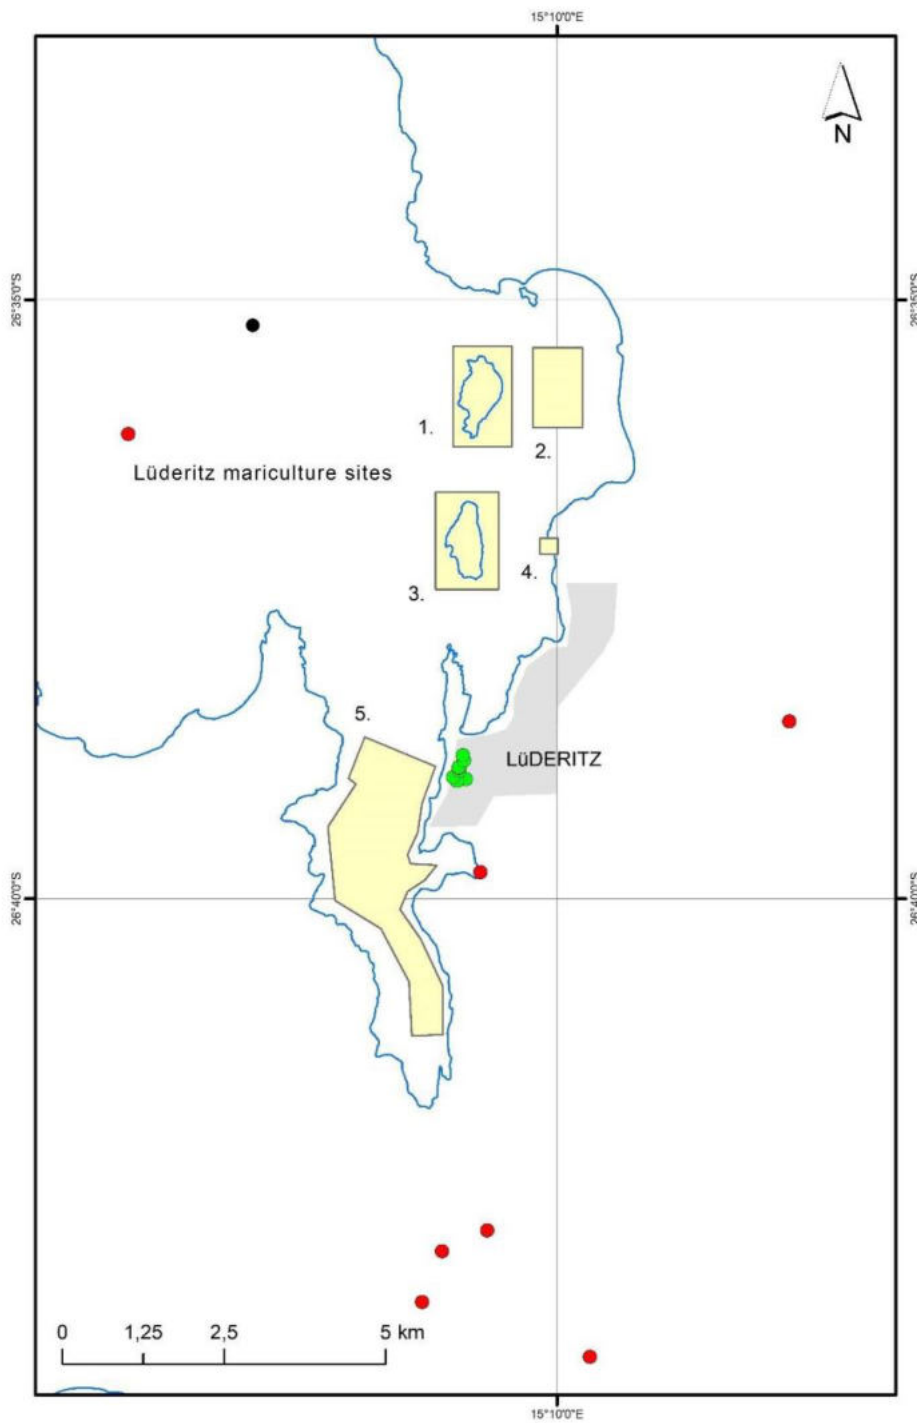 15°10'0"E
N
26°35'0"S
26°35'0"S
1.
2.
Lüderitz mariculture sites
3.
4.
5.
LüDERITZ
26°40'0"S
26°40'0"S
0 1,25 2,5 5 km
15°10'0"E